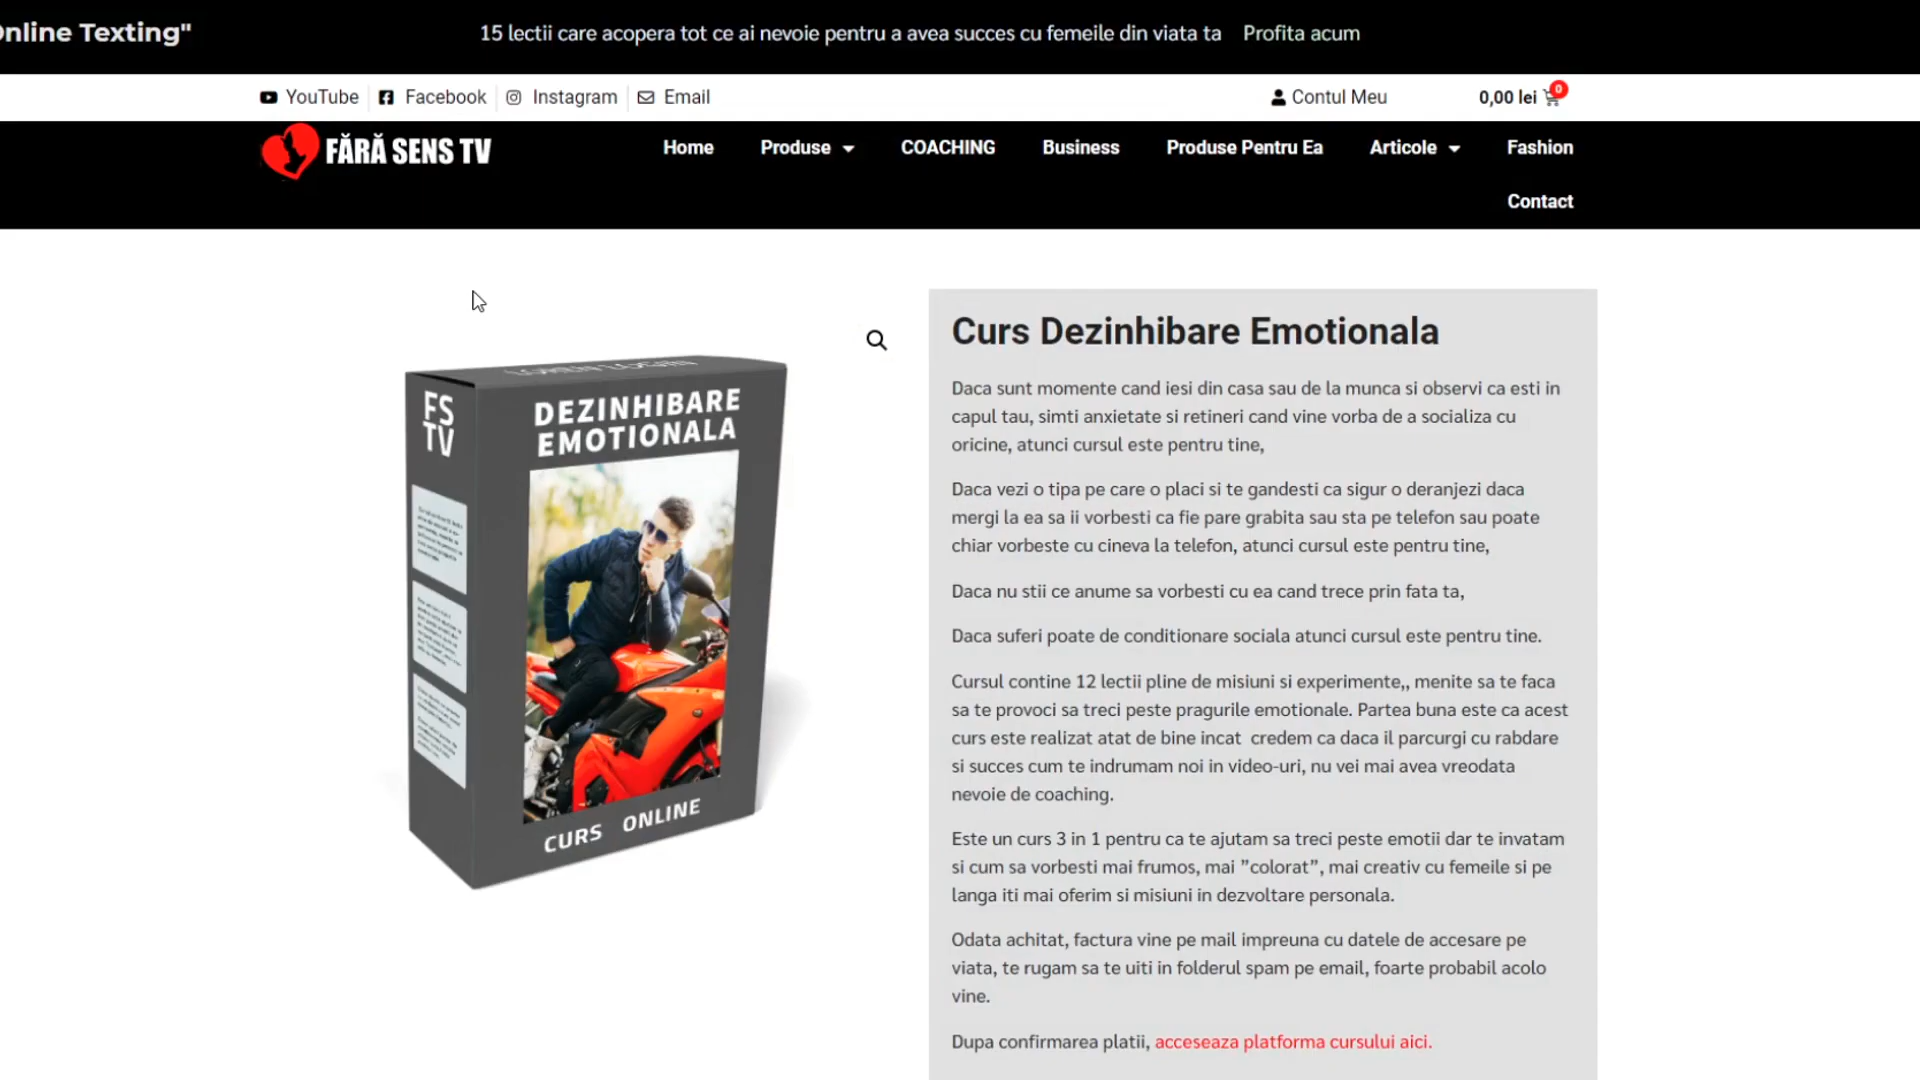 Online Texting"
15 lectii care acopera tot ce ai nevoie pentru a avea succes cu femeile din viata ta Profita acum
YouTube Facebook Instagram Email
Contul Meu
0,00 lei 0
FĂRĂ SENS TV
Home Produse COACHING Business Produse Pentru Ea Articole Fashion
Contact
FS
TV
DEZINHIBARE
EMOTIONALA
CURS ONLINE
Curs Dezinhibare Emotionala
Daca sunt momente cand iesi din casa sau de la munca si observi ca esti in
capul tau, simti anxietate si retineri cand vine vorba de a socializa cu
oricine, atunci cursul este pentru tine,
Daca vezi o tipa pe care o placi si te gandesti ca sigur o deranjezi daca
mergi la ea sa ii vorbesti ca fie pare grabita sau sta pe telefon sau poate
chiar vorbeste cu cineva la telefon, atunci cursul este pentru tine,
Daca nu stii ce anume sa vorbesti cu ea cand trece prin fata ta,
Daca suferi poate de conditionare sociala atunci cursul este pentru tine.
Cursul contine 12 lectii pline de misiuni si experimente,, menite sa te faca
sa te provoci sa treci peste pragurile emotionale. Partea buna este ca acest
curs este realizat atat de bine incat credem ca daca il parcurgi cu rabdare
si succes cum te indrumam noi in video-uri, nu vei mai avea vreodata
nevoie de coaching.
Este un curs 3 in 1 pentru ca te ajutam sa treci peste emotii dar te invatam
si cum sa vorbesti mai frumos, mai ”colorat”, mai creativ cu femeile si pe
langa iti mai oferim si misiuni in dezvoltare personala.
Odata achitat, factura vine pe mail impreuna cu datele de accesare pe
viata, te rugam sa te uiti in folderul spam pe email, foarte probabil acolo
vine.
Dupa confirmarea platii, acceseaza platforma cursului aici.